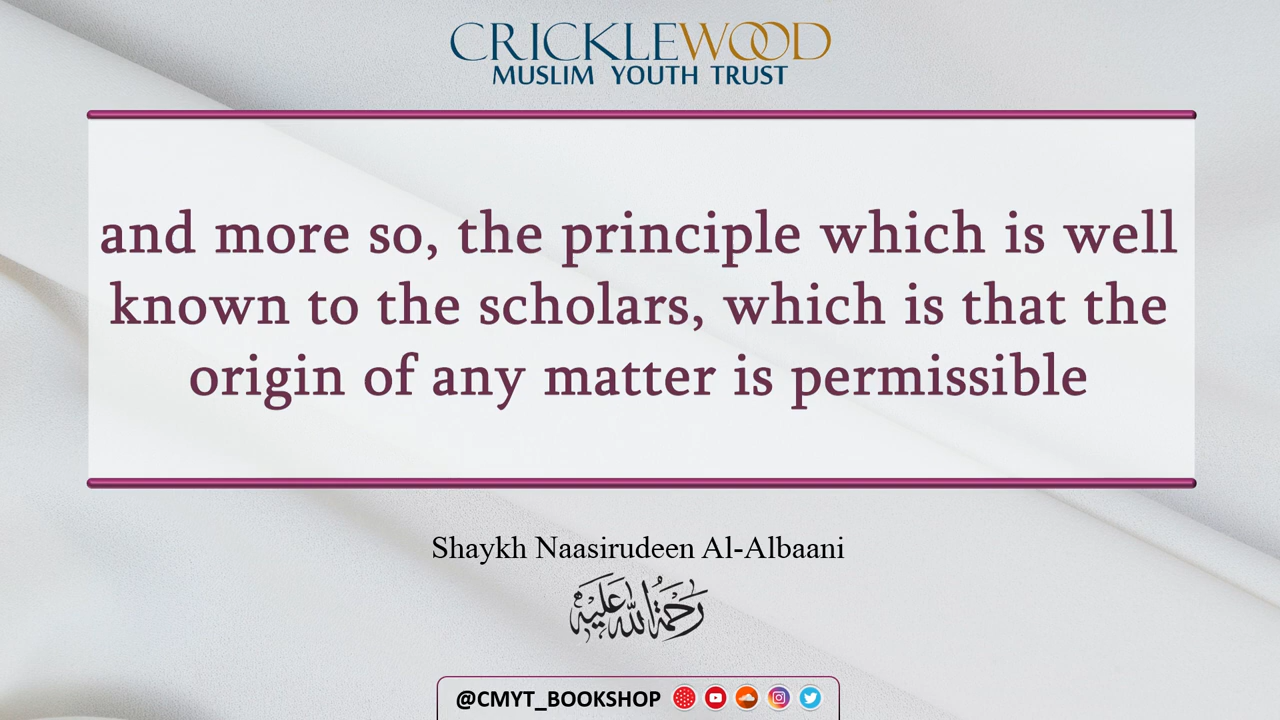 CRICKLEWOOD
MUSLIM YOUTH TRUST
and more so, the principle which is well
known to the scholars, which is that the
origin of any matter is permissible
Shaykh Naasirudeen Al-Albaani
رَحْمَةُ اللهِ عَلَيْهِ
@CMYT_BOOKSHOP